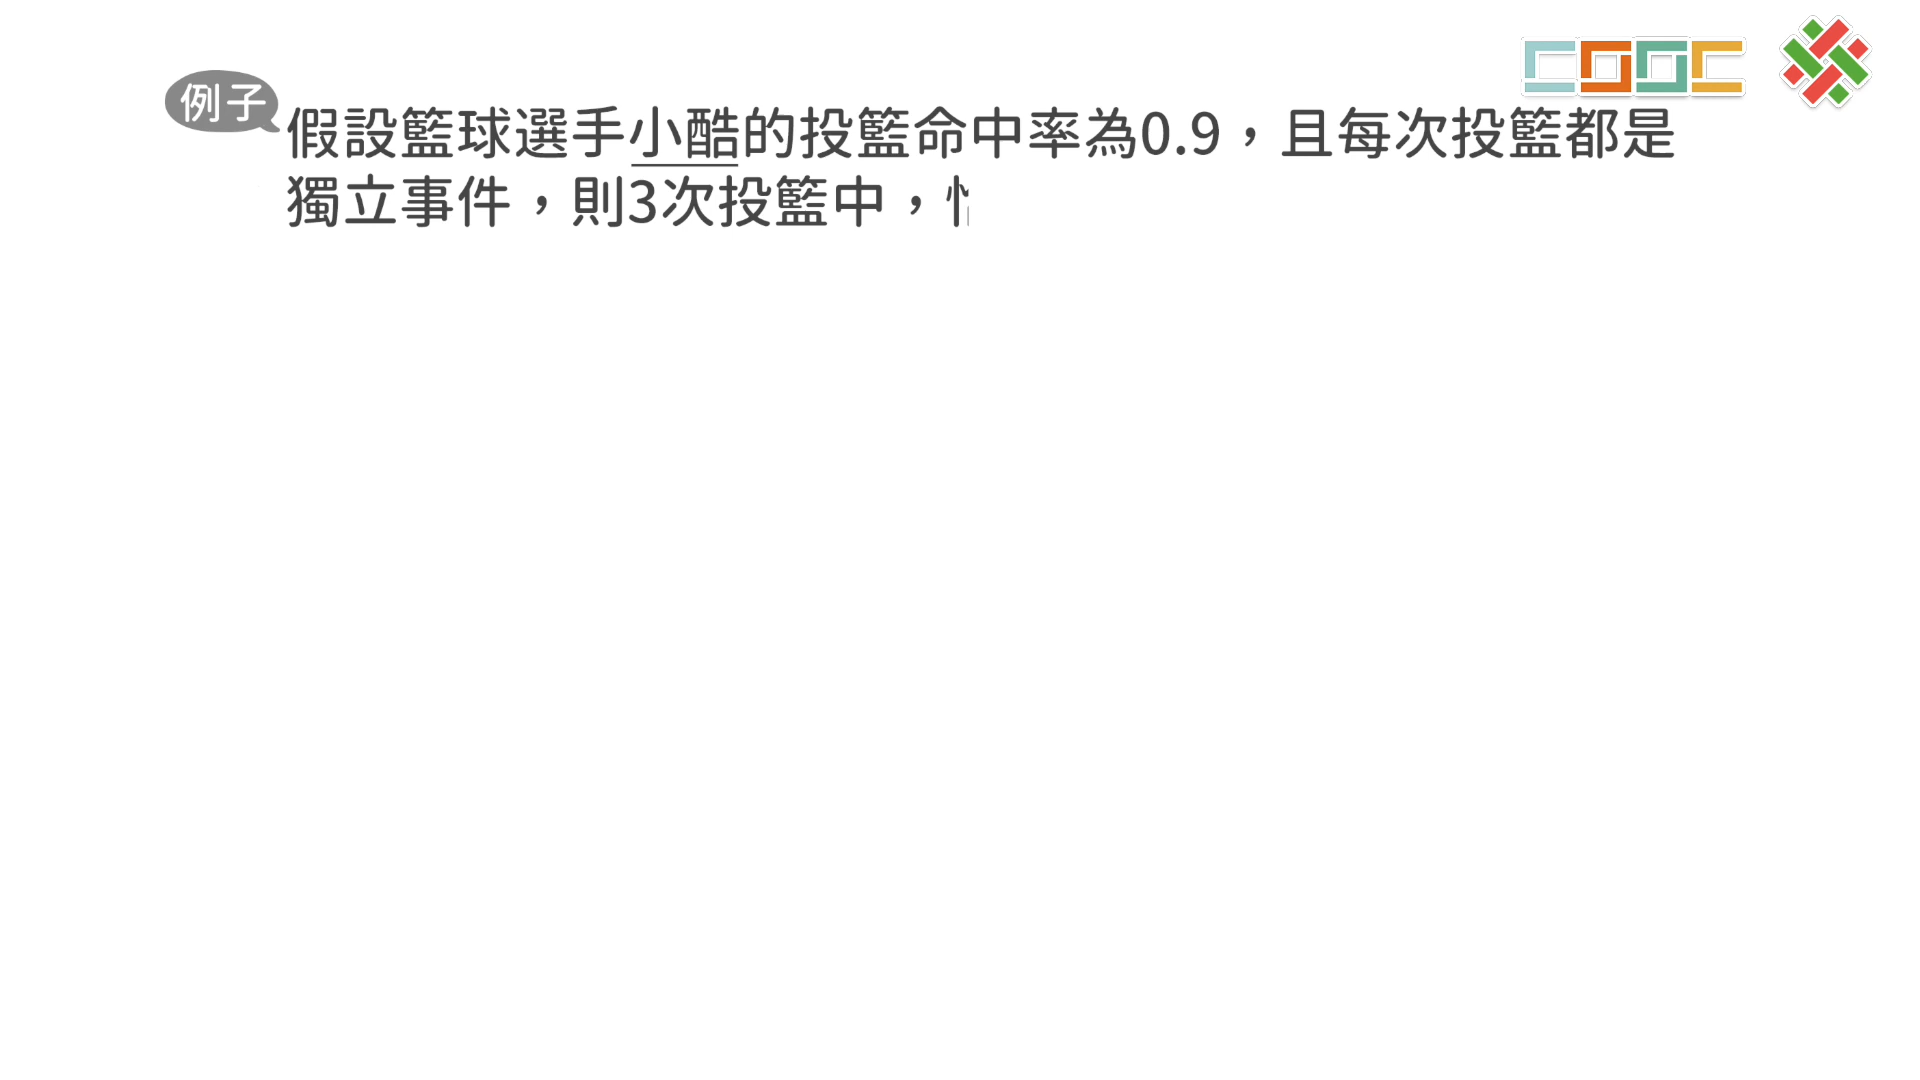 例子
假設籃球選手小酷的投籃命中率為0.9，且每次投籃都是
獨立事件，則3次投籃中，
COOC